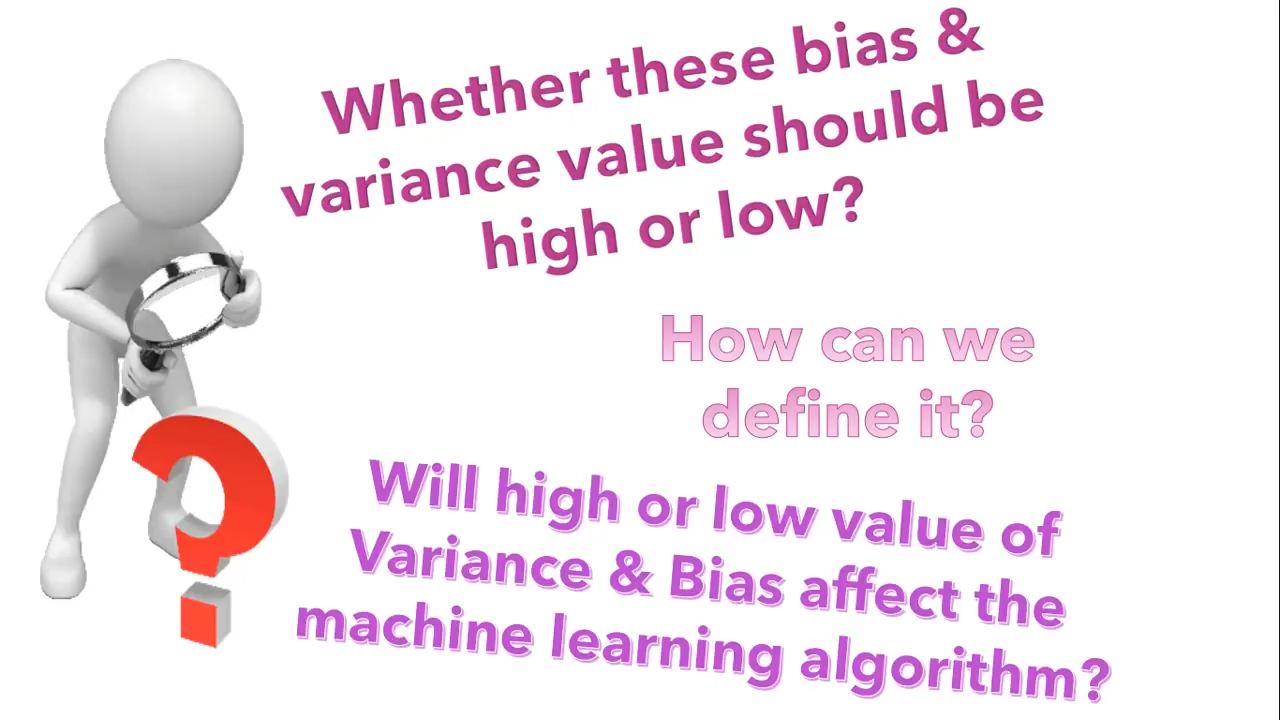 Whether these bias &
variance value should be
high or low?
How can we
define it?
Will high or low value of
Variance & Bias affect the
machine learning algorithm?